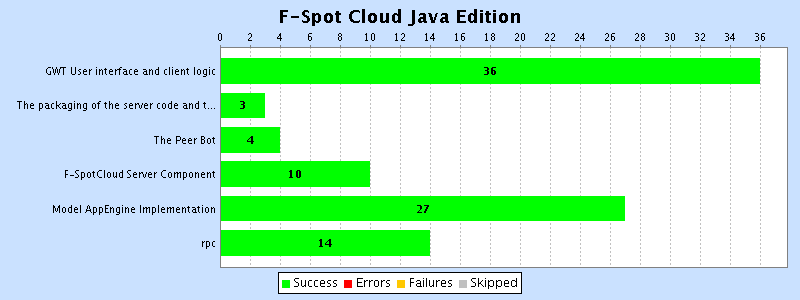 F-Spot Cloud Java Edition
0 2 4 6 8 10 12 14 16 18 20 22 24 26 28 30 32 34 36
GWT User interface and client logic 36
The packaging of the server code and t... 3
The Peer Bot 4
F-SpotCloud Server Component 10
Model AppEngine Implementation 27
rpc 14
Success Errors Failures Skipped